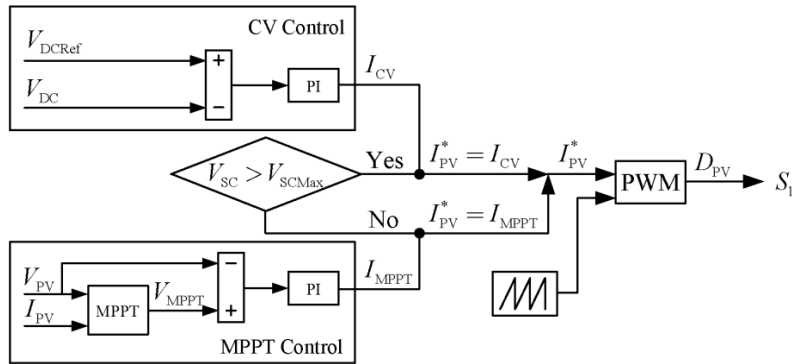 CV Control
V_DCRef
+
I_CV
PI
V_DC
−
V_SC > V_SCMax
Yes
I*_PV = I_CV
I*_PV
PWM
D_PV
S_1
No
I*_PV = I_MPPT
V_PV
−
I_PV
MPPT
V_MPPT
+
PI
I_MPPT
MPPT Control